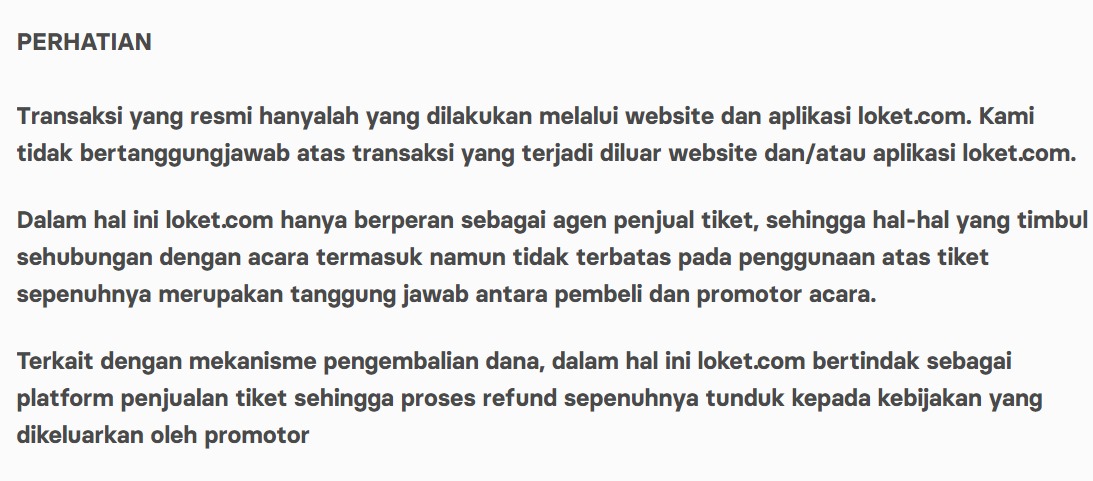 PERHATIAN
Transaksi yang resmi hanyalah yang dilakukan melalui website dan aplikasi loket.com. Kami
tidak bertanggungjawab atas transaksi yang terjadi diluar website dan/atau aplikasi loket.com.
Dalam hal ini loket.com hanya berperan sebagai agen penjual tiket, sehingga hal-hal yang timbul
sehubungan dengan acara termasuk namun tidak terbatas pada penggunaan atas tiket
sepenuhnya merupakan tanggung jawab antara pembeli dan promotor acara.
Terkait dengan mekanisme pengembalian dana, dalam hal ini loket.com bertindak sebagai
platform penjualan tiket sehingga proses refund sepenuhnya tunduk kepada kebijakan yang
dikeluarkan oleh promotor